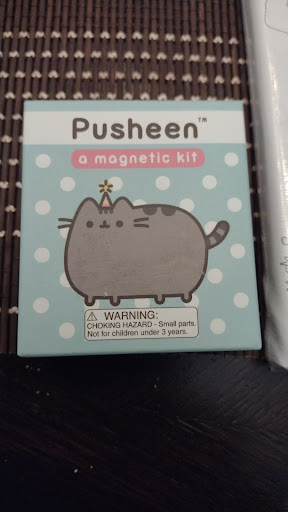 Pusheen™
a magnetic kit
⚠ WARNING:
CHOKING HAZARD - Small parts.
Not for children under 3 years.